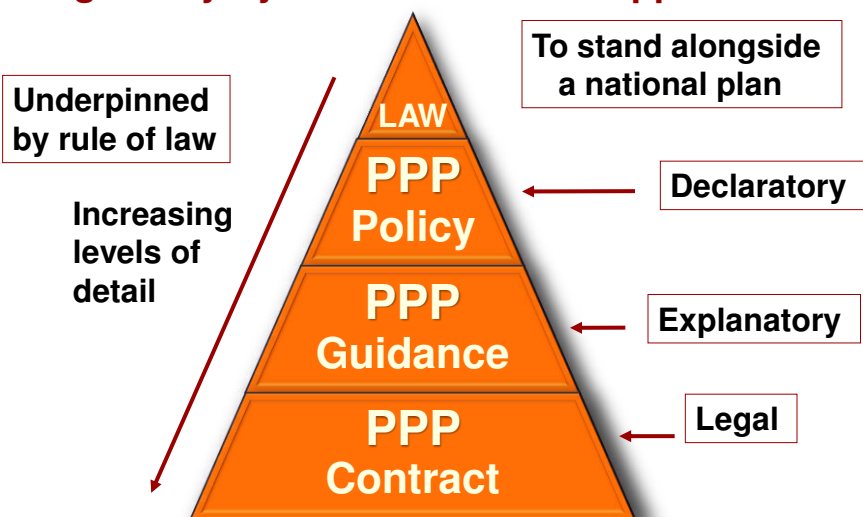 To stand alongside
a national plan
Underpinned
by rule of law
LAW
PPP
Policy
Declaratory
Increasing
levels of
detail
PPP
Guidance
Explanatory
PPP
Contract
Legal